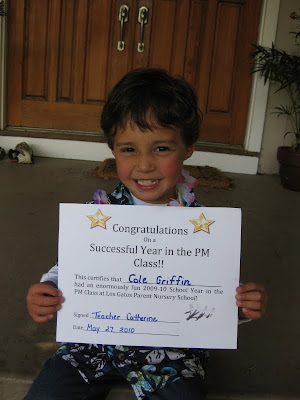 Congratulations
On a
Successful Year in the PM
Class!!
This certifies that Cole Griffin
had an enormously fun 2009-10 School Year in the
PM Class at Los Gatos Parent Nursery School!
Signed Teacher Catherine
Date May 27, 2010